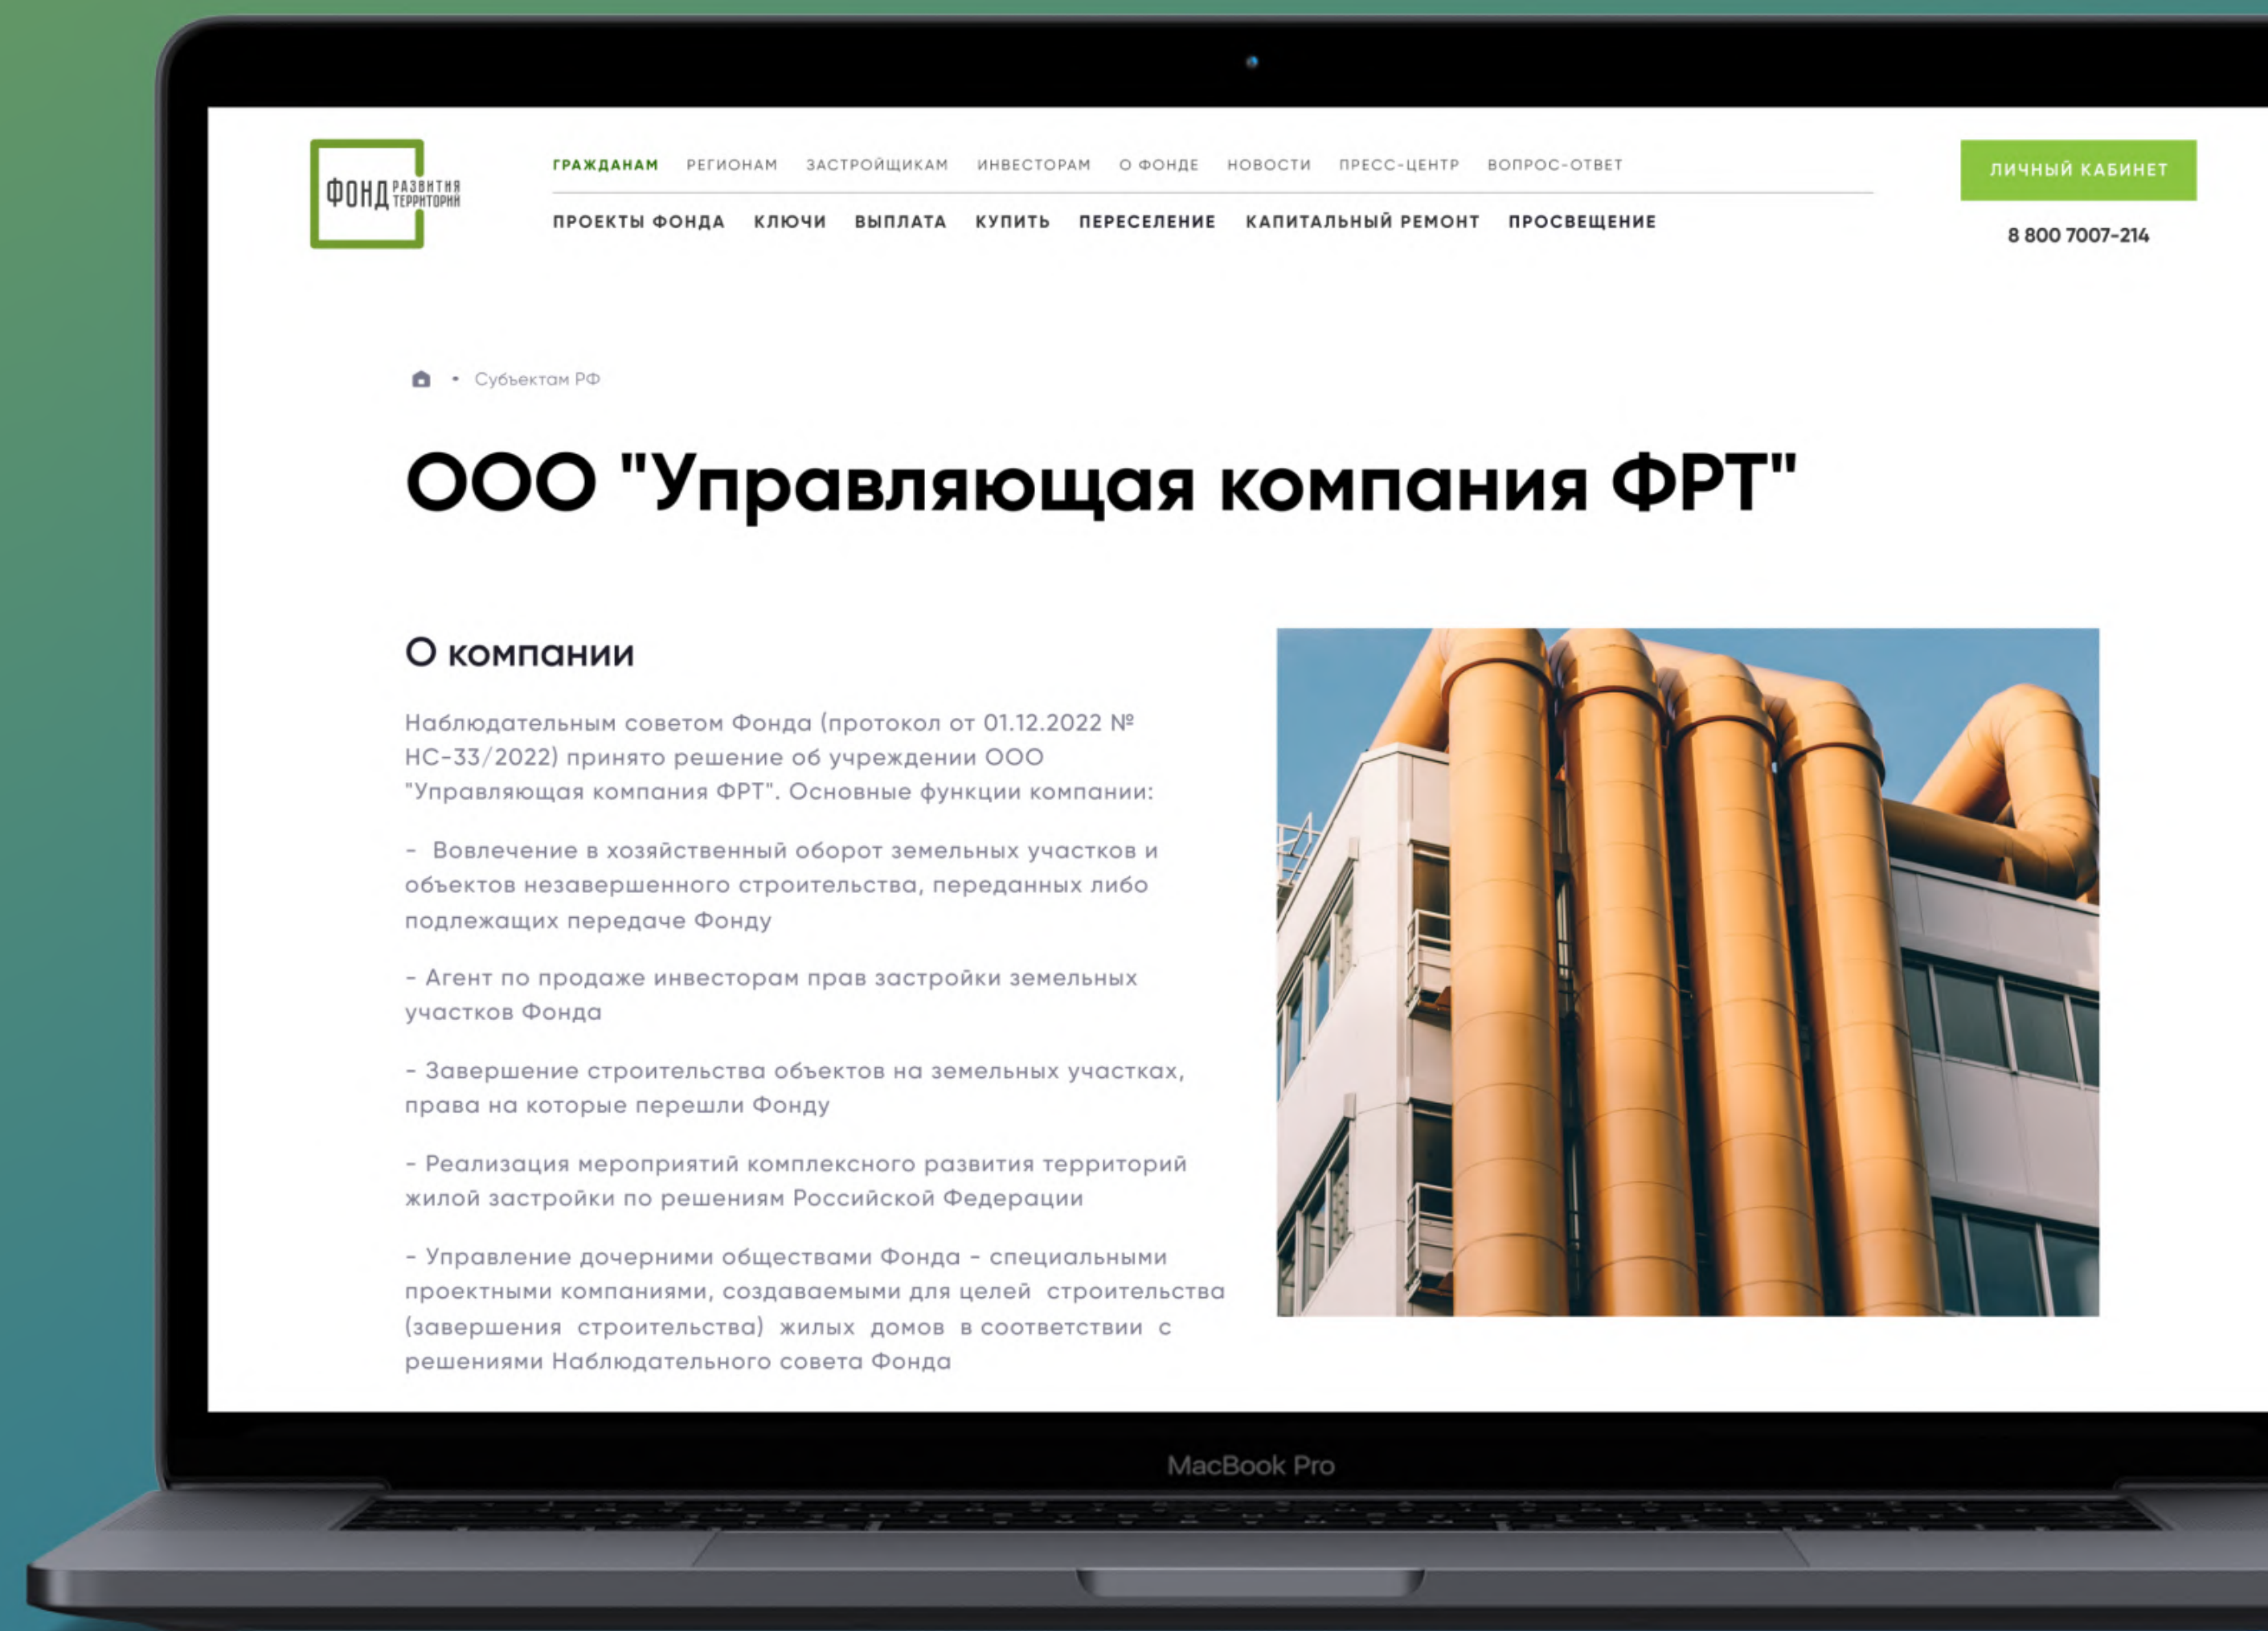 ФОНД РАЗВИТИЯ
ТЕРРИТОРИЙ
ГРАЖДАНАМ РЕГИОНАМ ЗАСТРОЙЩИКАМ ИНВЕСТОРАМ О ФОНДЕ НОВОСТИ ПРЕСС-ЦЕНТР ВОПРОС-ОТВЕТ
ПРОЕКТЫ ФОНДА КЛЮЧИ ВЫПЛАТА КУПИТЬ ПЕРЕСЕЛЕНИЕ КАПИТАЛЬНЫЙ РЕМОНТ ПРОСВЕЩЕНИЕ
ЛИЧНЫЙ КАБИНЕТ
8 800 7007-214
• Субъектам РФ
ООО "Управляющая компания ФРТ"
О компании
Наблюдательным советом Фонда (протокол от 01.12.2022 №
НС-33/2022) принято решение об учреждении ООО
"Управляющая компания ФРТ". Основные функции компании:
- Вовлечение в хозяйственный оборот земельных участков и
объектов незавершенного строительства, переданных либо
подлежащих передаче Фонду
- Агент по продаже инвесторам прав застройки земельных
участков Фонда
- Завершение строительства объектов на земельных участках,
права на которые перешли Фонду
- Реализация мероприятий комплексного развития территорий
жилой застройки по решениям Российской Федерации
- Управление дочерними обществами Фонда - специальными
проектными компаниями, создаваемыми для целей строительства
(завершения строительства) жилых домов в соответствии с
решениями Наблюдательного совета Фонда
MacBook Pro